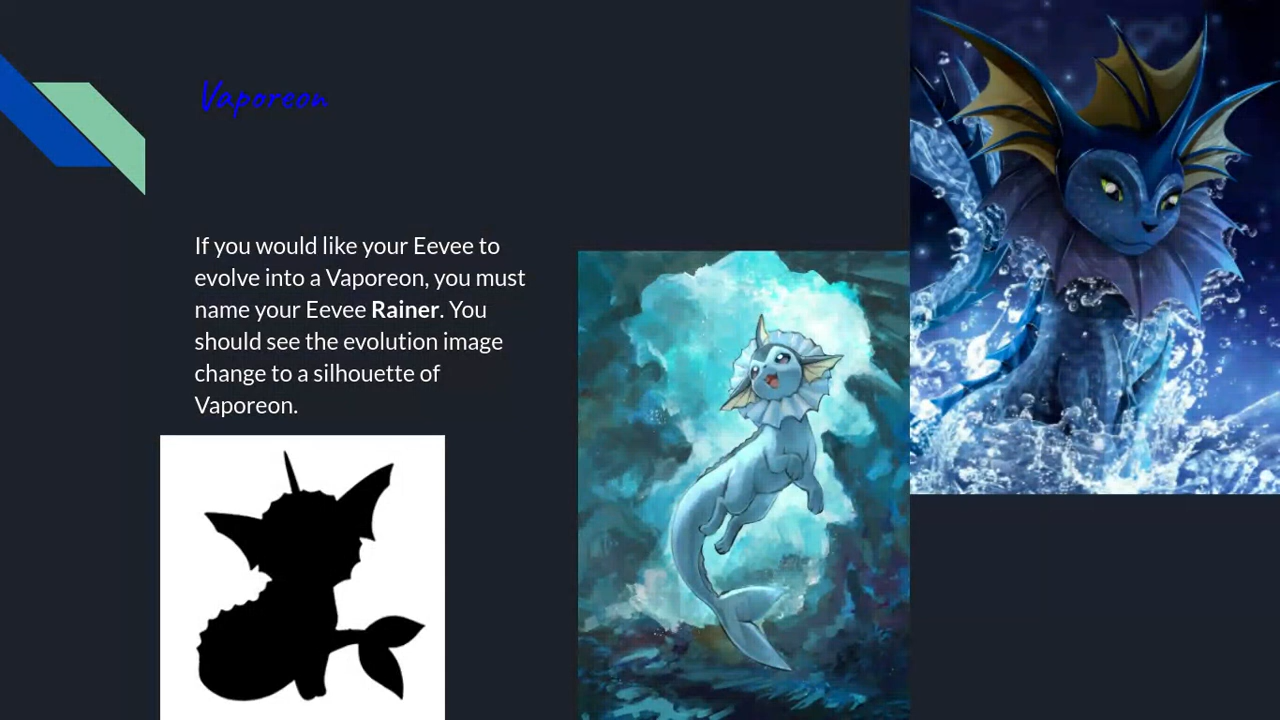 Vaporeon
If you would like your Eevee to
evolve into a Vaporeon, you must
name your Eevee Rainer. You
should see the evolution image
change to a silhouette of
Vaporeon.